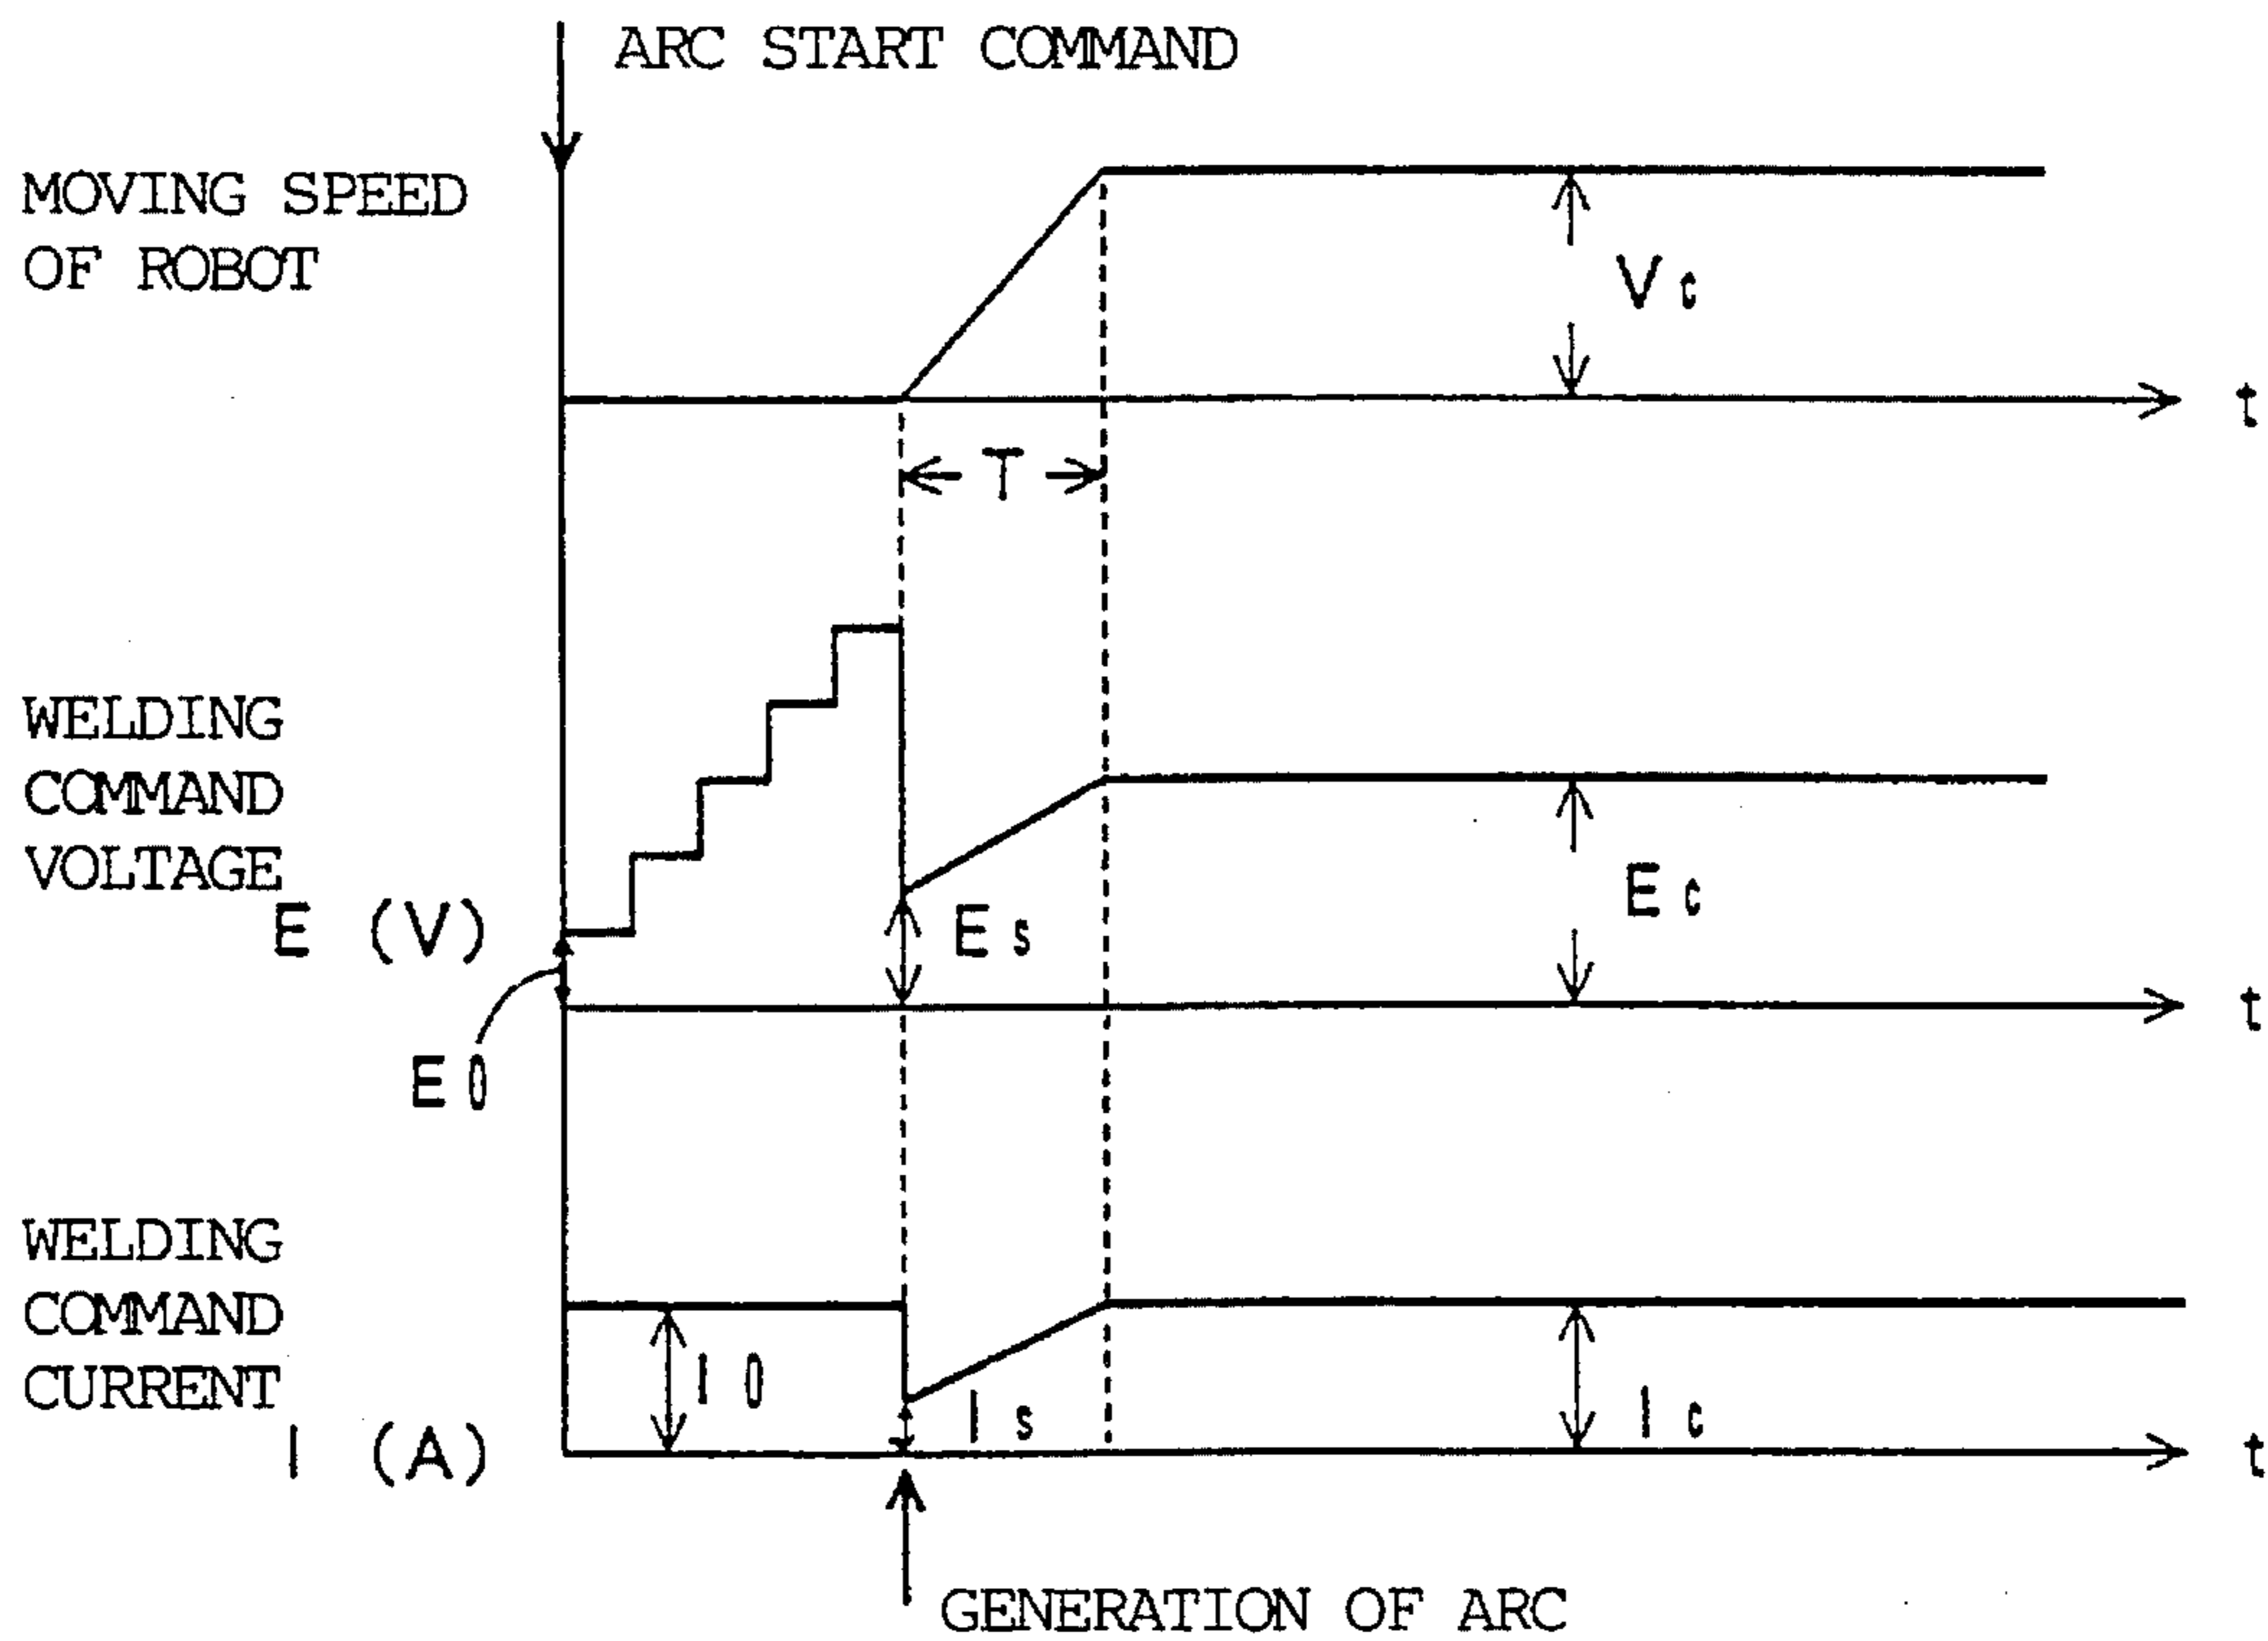 ARC START COMMAND
MOVING SPEED
OF ROBOT
Vc
t
T
WELDING
COMMAND
VOLTAGE
E (V)
Es
Ec
t
E0
WELDING
COMMAND
CURRENT
I (A)
I0
Is
Ic
t
GENERATION OF ARC